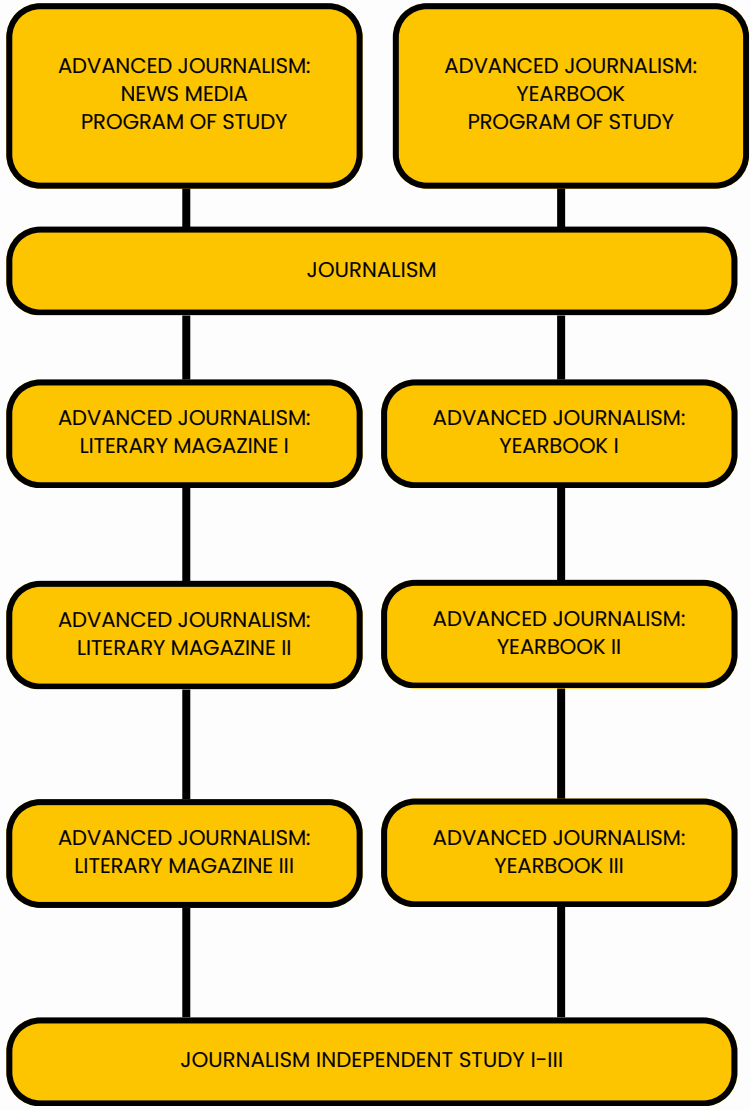 ADVANCED JOURNALISM:
NEWS MEDIA
PROGRAM OF STUDY
ADVANCED JOURNALISM:
YEARBOOK
PROGRAM OF STUDY
JOURNALISM
ADVANCED JOURNALISM:
LITERARY MAGAZINE I
ADVANCED JOURNALISM:
YEARBOOK I
ADVANCED JOURNALISM:
LITERARY MAGAZINE II
ADVANCED JOURNALISM:
YEARBOOK II
ADVANCED JOURNALISM:
LITERARY MAGAZINE III
ADVANCED JOURNALISM:
YEARBOOK III
JOURNALISM INDEPENDENT STUDY I-III